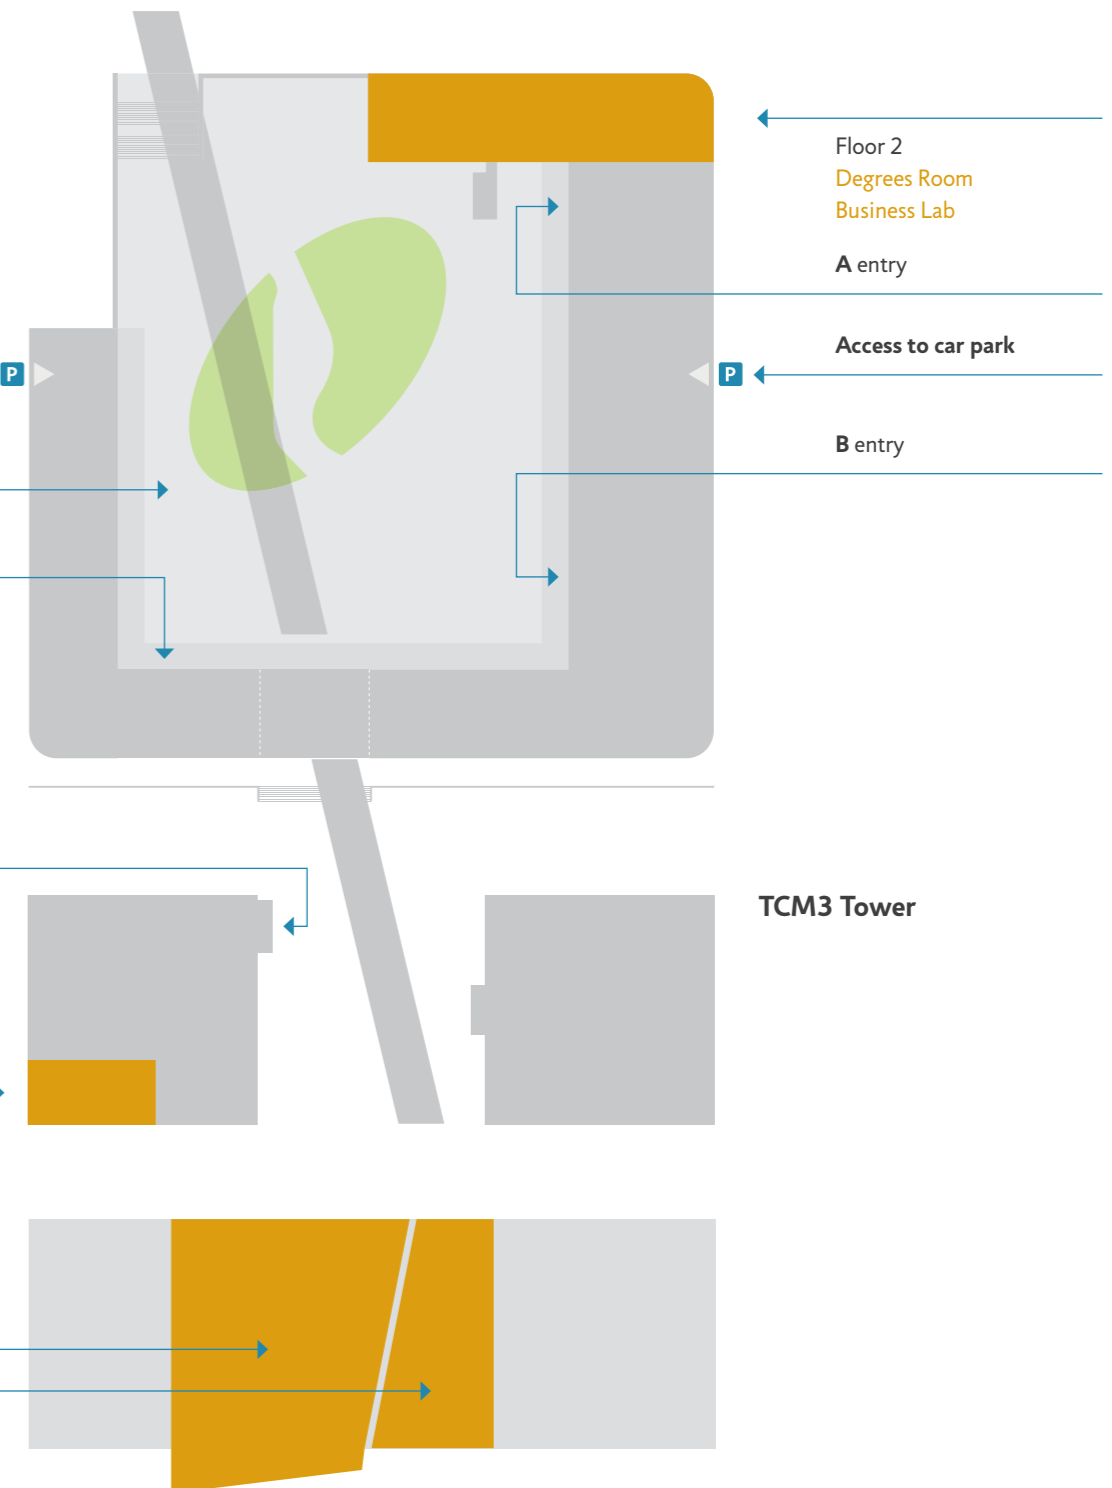 Floor 2
Degrees Room
Business Lab
A entry
Access to car park
P
P
B entry
TCM3 Tower